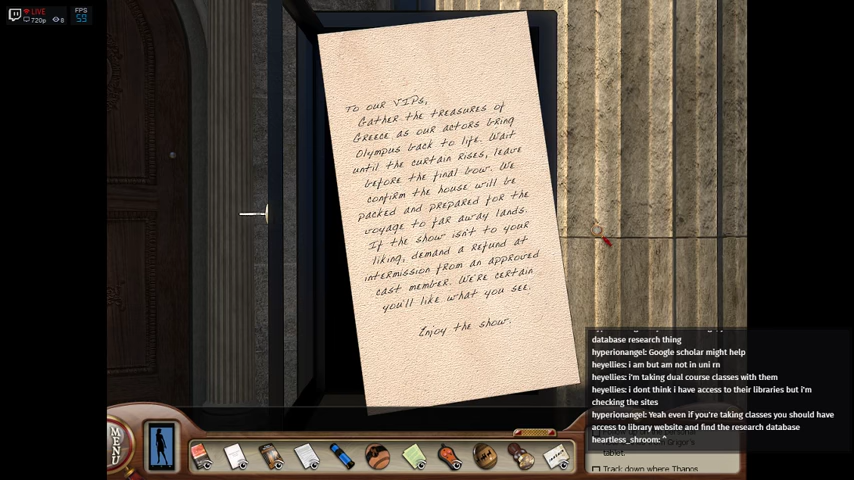 LIVE
720p 8
FPS
59
To our VIPs,
Gather the treasures of
Greece as our actors bring
Olympus back to life. Wait
until the curtain rises, leave
before the final bow. We
confirm the house will be
packed and prepared for the
voyage to far away lands.
If the show isn't to your
liking, demand a refund at
intermission from an approved
cast member. We're certain
you'll like what you see.
Enjoy the show.
database research thing
hyperionangel: Google scholar might help
heyellies: i am but am not in uni rn
heyellies: i'm taking dual course classes with them
heyellies: i dont think i have access to their libraries but i'm
checking the sites
hyperionangel: Yeah even if you're taking classes you should have
access to library website and find the research database
heartless_shroom: ^
tablet.
Track down where Thanos
MENU